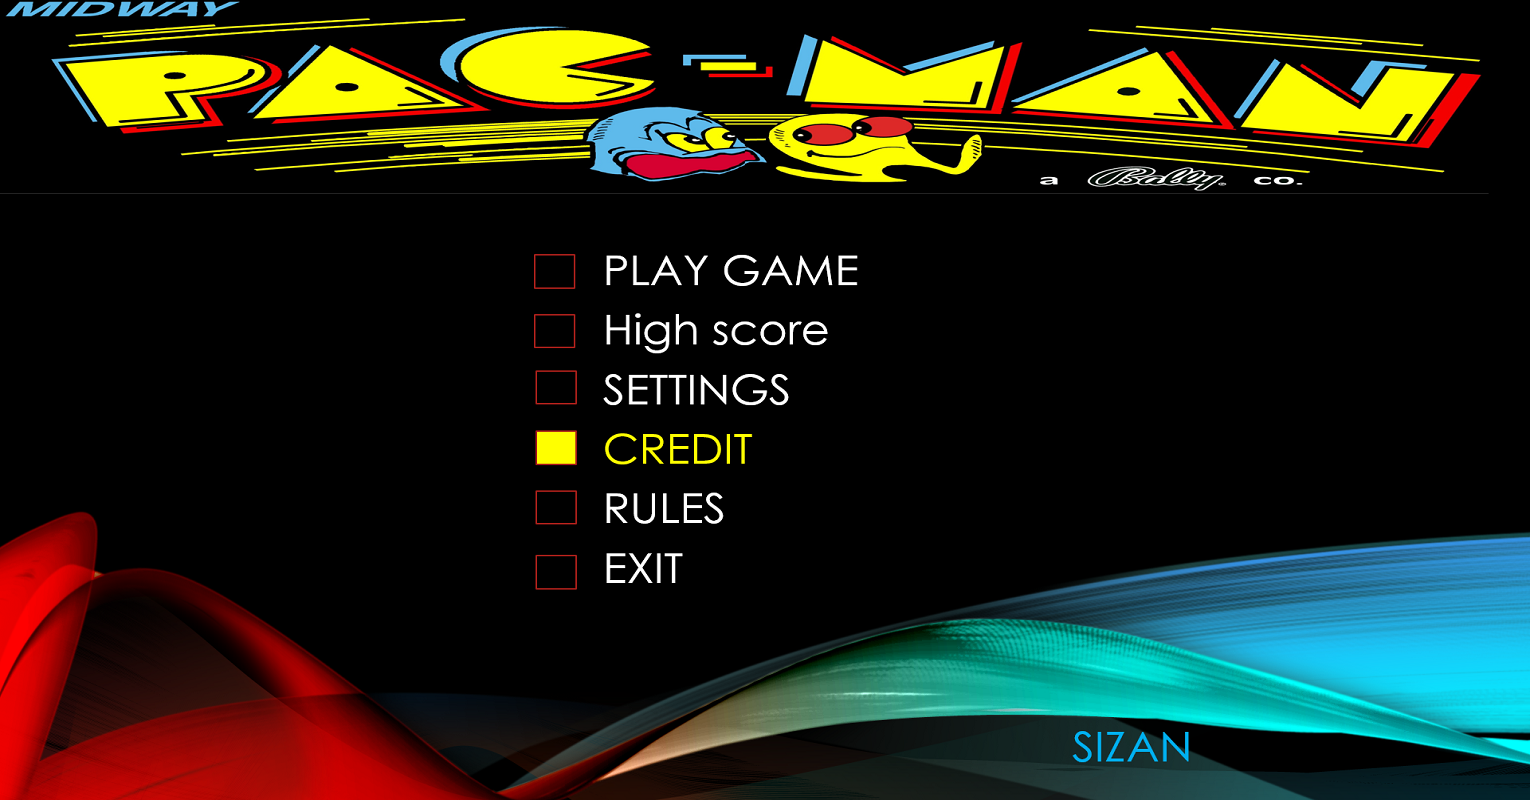 MIDWAY
PAC-MAN
a Bally co.
PLAY GAME
High score
SETTINGS
CREDIT
RULES
EXIT
SIZAN